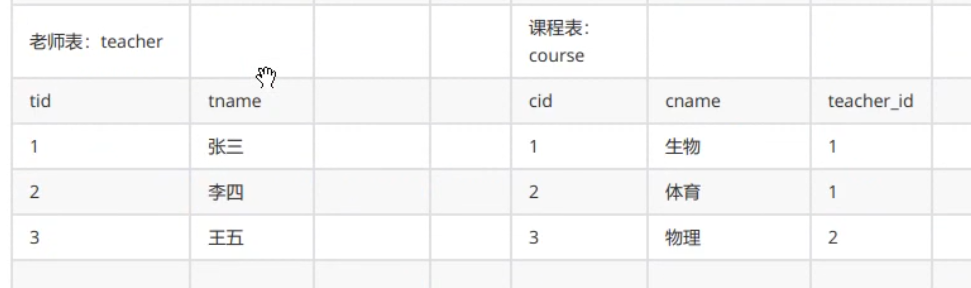 老师表：teacher
课程表：
course
tid tname cid cname teacher_id
1 张三 1 生物 1
2 李四 2 体育 1
3 王五 3 物理 2